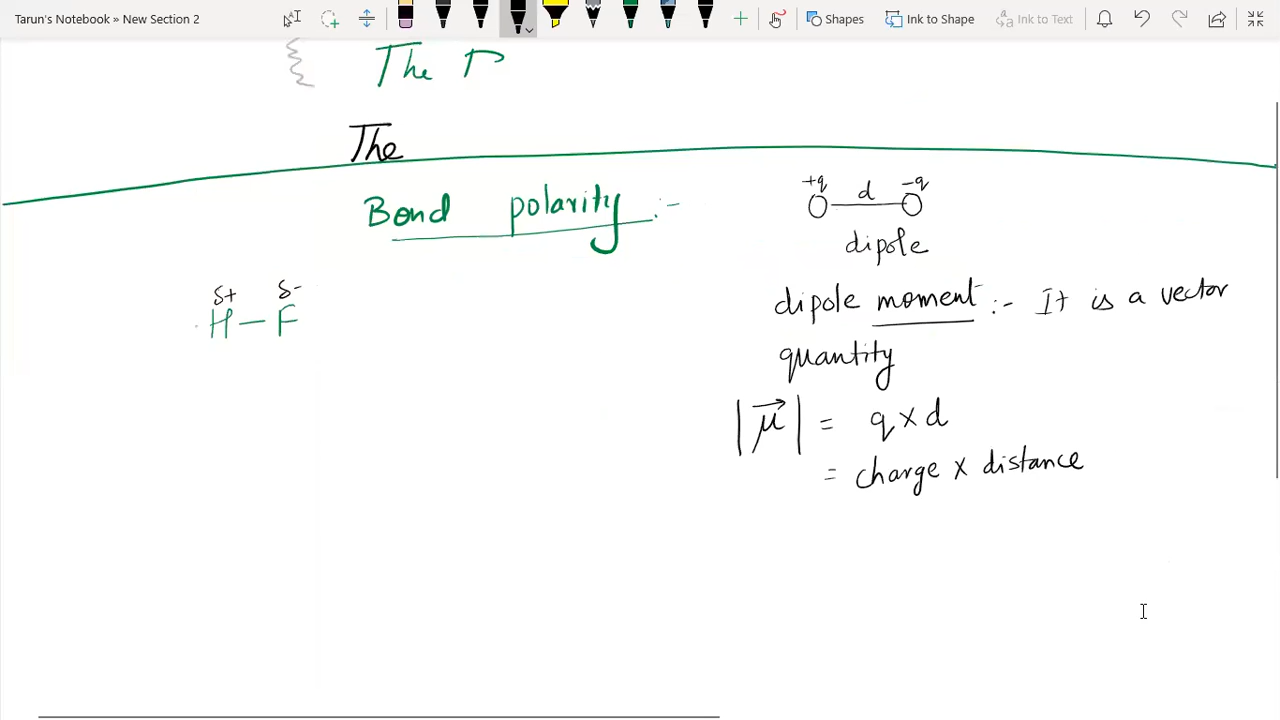 Tarun's Notebook » New Section 2
Shapes
Ink to Shape
Ink to Text
The
The
Bond polarity :-
+q d -q
dipole
δ+ δ-
H - F
dipole moment :- It is a vector
quantity
|μ⃗| = q × d
= charge × distance